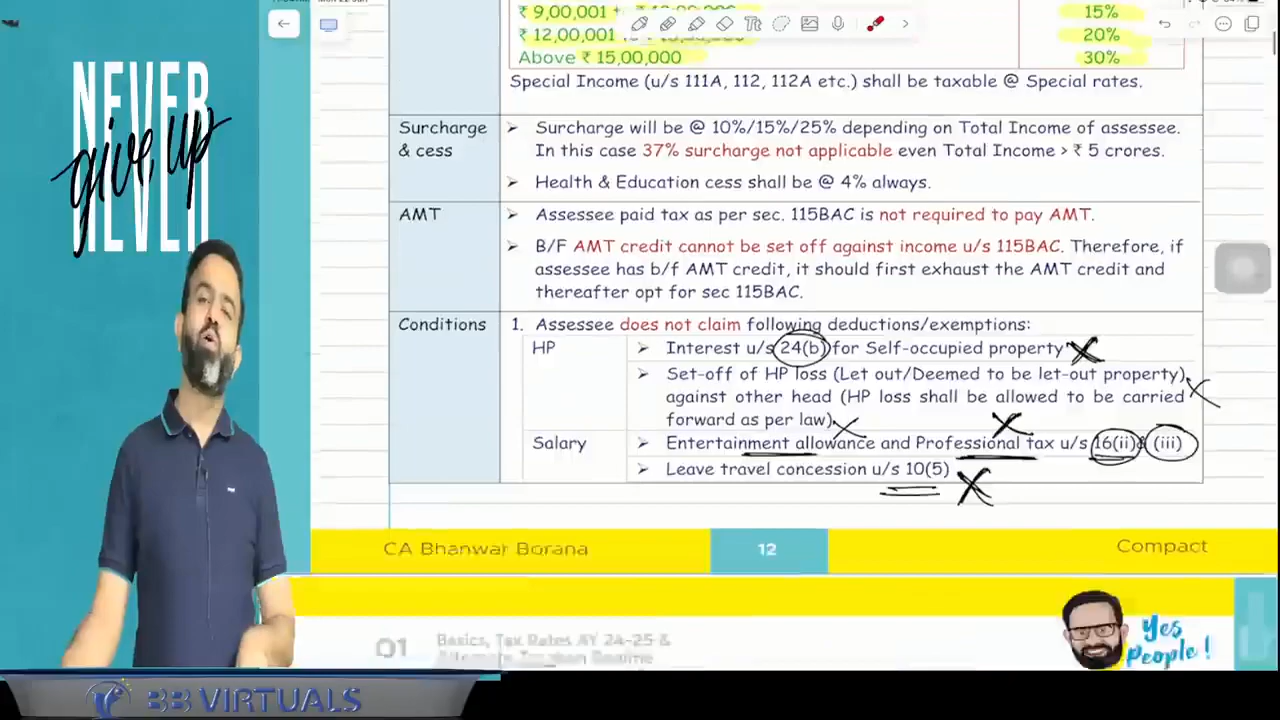 NEVER
give up
NEVER
₹ 9,00,001
15%
₹ 12,00,001
20%
Above ₹ 15,00,000
30%
Special Income (u/s 111A, 112, 112A etc.) shall be taxable @ Special rates.
Surcharge & cess
➢ Surcharge will be @ 10%/15%/25% depending on Total Income of assessee.
In this case 37% surcharge not applicable even Total Income > ₹ 5 crores.
➢ Health & Education cess shall be @ 4% always.
AMT
➢ Assessee paid tax as per sec. 115BAC is not required to pay AMT.
➢ B/F AMT credit cannot be set off against income u/s 115BAC. Therefore, if
assessee has b/f AMT credit, it should first exhaust the AMT credit and
thereafter opt for sec 115BAC.
Conditions
1. Assessee does not claim following deductions/exemptions:
HP
➢ Interest u/s 24(b) for Self-occupied property
➢ Set-off of HP loss (Let out/Deemed to be let-out property)
against other head (HP loss shall be allowed to be carried
forward as per law)
Salary
➢ Entertainment allowance and Professional tax u/s 16(ii) & (iii)
➢ Leave travel concession u/s 10(5)
CA Bhanwar Borana
12
Compact
01
Basics, Tax Rates AY 24-25 &
Alternate Taxation Regime
Yes
People !
BB VIRTUALS